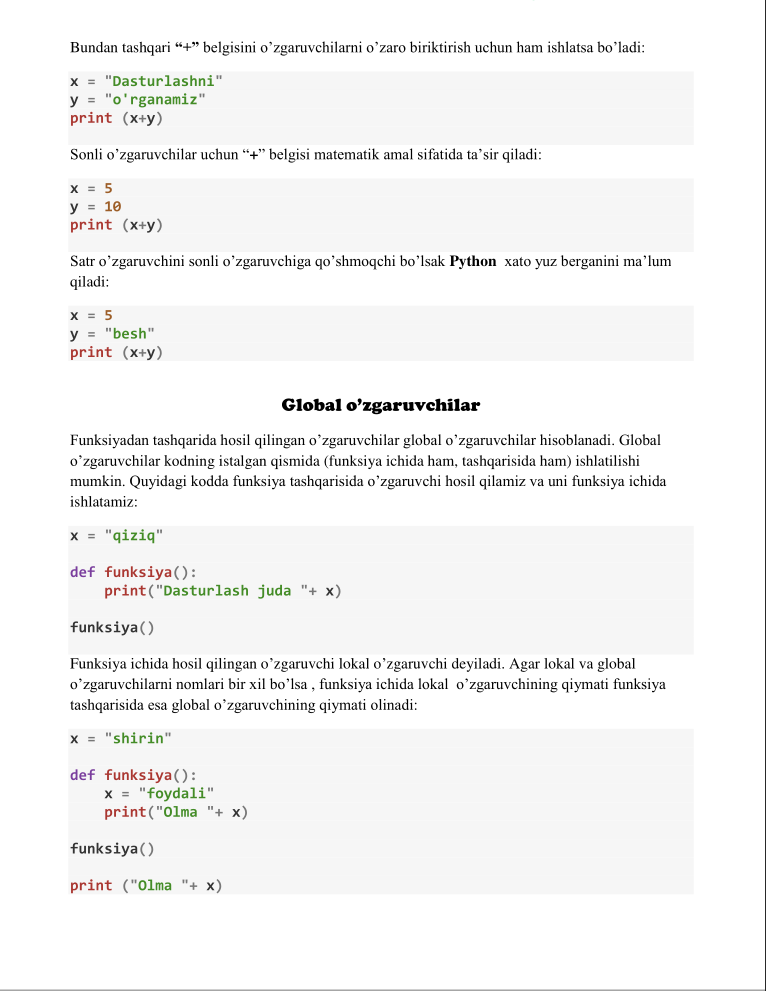 Bundan tashqari “+” belgisini o’zgaruvchilarni o’zaro biriktirish uchun ham ishlatsa bo’ladi:
x = "Dasturlashni"
y = "o'rganamiz"
print (x+y)
Sonli o’zgaruvchilar uchun “+” belgisi matematik amal sifatida ta’sir qiladi:
x = 5
y = 10
print (x+y)
Satr o’zgaruvchini sonli o’zgaruvchiga qo’shmoqchi bo’lsak Python  xato yuz berganini ma’lum
qiladi:
x = 5
y = "besh"
print (x+y)
Global o’zgaruvchilar
Funksiyadan tashqarida hosil qilingan o’zgaruvchilar global o’zgaruvchilar hisoblanadi. Global
o’zgaruvchilar kodning istalgan qismida (funksiya ichida ham, tashqarisida ham) ishlatilishi
mumkin. Quyidagi kodda funksiya tashqarisida o’zgaruvchi hosil qilamiz va uni funksiya ichida
ishlatamiz:
x = "qiziq"
def funksiya():
    print("Dasturlash juda "+ x)
funksiya()
Funksiya ichida hosil qilingan o’zgaruvchi lokal o’zgaruvchi deyiladi. Agar lokal va global
o’zgaruvchilarni nomlari bir xil bo’lsa , funksiya ichida lokal  o’zgaruvchining qiymati funksiya
tashqarisida esa global o’zgaruvchining qiymati olinadi:
x = "shirin"
def funksiya():
    x = "foydali"
    print("Olma "+ x)
funksiya()
print ("Olma "+ x)